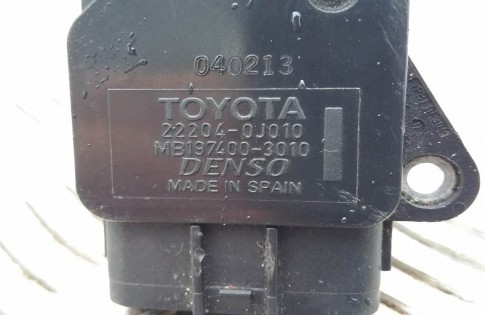 040213
TOYOTA
22204-0J010
MB197400-3010
DENSO
MADE IN SPAIN